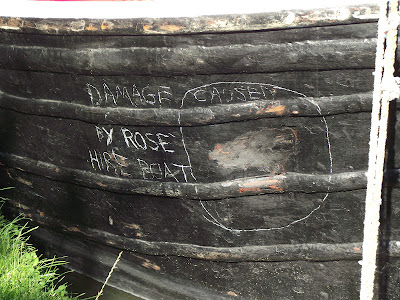 DAMAGE CAUSED
BY ROSE
HIRE BOAT